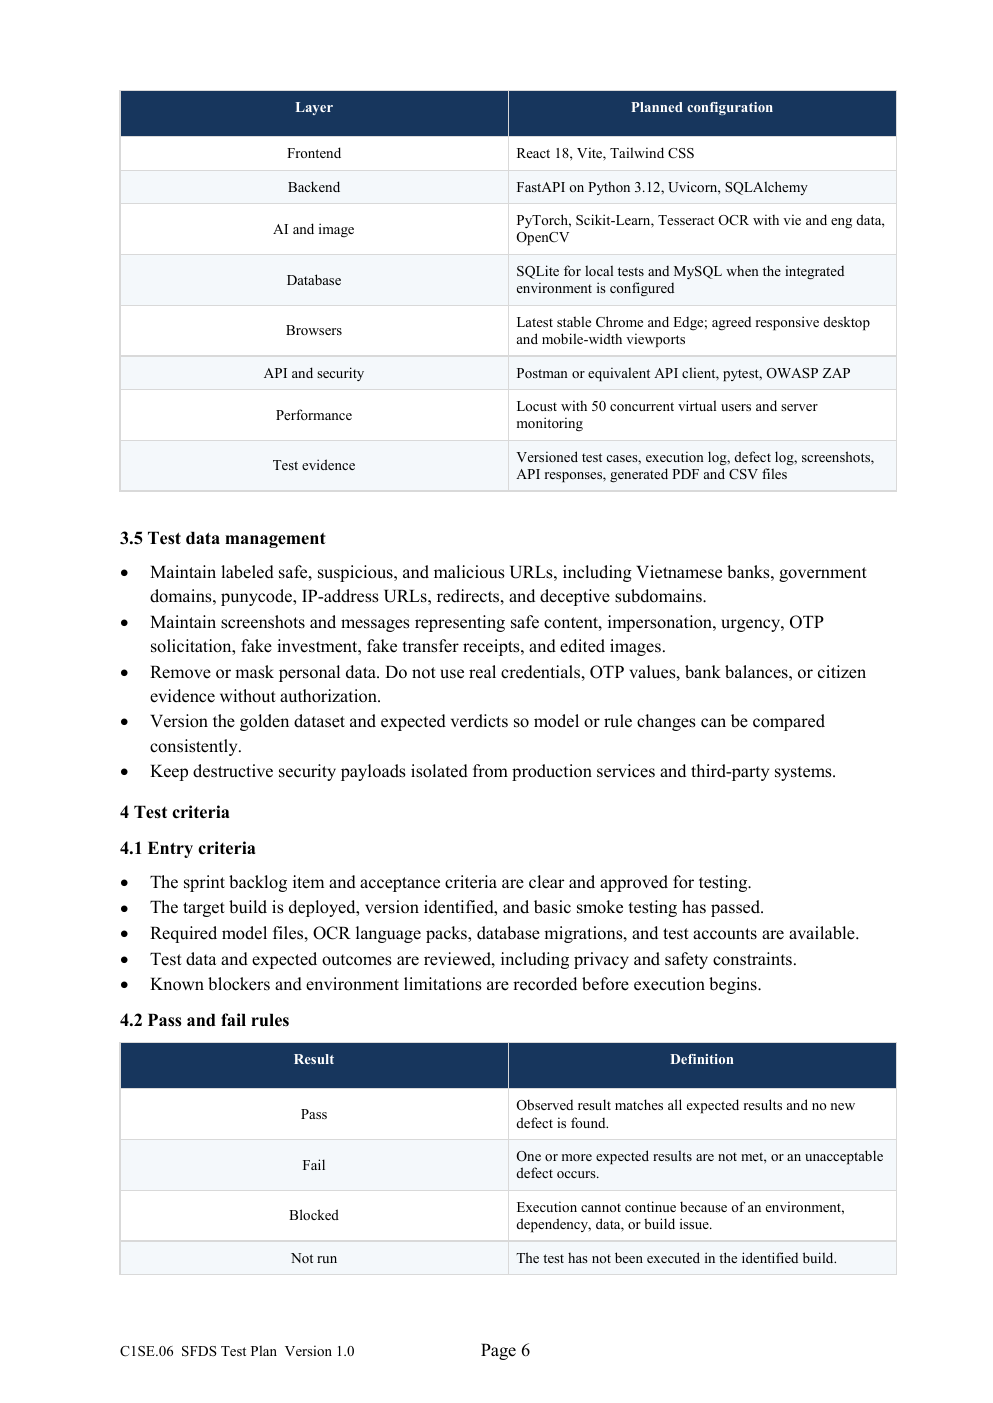 Layer Planned configuration
Frontend React 18, Vite, Tailwind CSS
Backend FastAPI on Python 3.12, Uvicorn, SQLAlchemy
AI and image PyTorch, Scikit-Learn, Tesseract OCR with vie and eng data,
OpenCV
Database SQLite for local tests and MySQL when the integrated
environment is configured
Browsers Latest stable Chrome and Edge; agreed responsive desktop
and mobile-width viewports
API and security Postman or equivalent API client, pytest, OWASP ZAP
Performance Locust with 50 concurrent virtual users and server
monitoring
Test evidence Versioned test cases, execution log, defect log, screenshots,
API responses, generated PDF and CSV files
3.5 Test data management
• Maintain labeled safe, suspicious, and malicious URLs, including Vietnamese banks, government
domains, punycode, IP-address URLs, redirects, and deceptive subdomains.
• Maintain screenshots and messages representing safe content, impersonation, urgency, OTP
solicitation, fake investment, fake transfer receipts, and edited images.
• Remove or mask personal data. Do not use real credentials, OTP values, bank balances, or citizen
evidence without authorization.
• Version the golden dataset and expected verdicts so model or rule changes can be compared
consistently.
• Keep destructive security payloads isolated from production services and third-party systems.
4 Test criteria
4.1 Entry criteria
• The sprint backlog item and acceptance criteria are clear and approved for testing.
• The target build is deployed, version identified, and basic smoke testing has passed.
• Required model files, OCR language packs, database migrations, and test accounts are available.
• Test data and expected outcomes are reviewed, including privacy and safety constraints.
• Known blockers and environment limitations are recorded before execution begins.
4.2 Pass and fail rules
Result Definition
Pass Observed result matches all expected results and no new
defect is found.
Fail One or more expected results are not met, or an unacceptable
defect occurs.
Blocked Execution cannot continue because of an environment,
dependency, data, or build issue.
Not run The test has not been executed in the identified build.
C1SE.06 SFDS Test Plan Version 1.0 Page 6